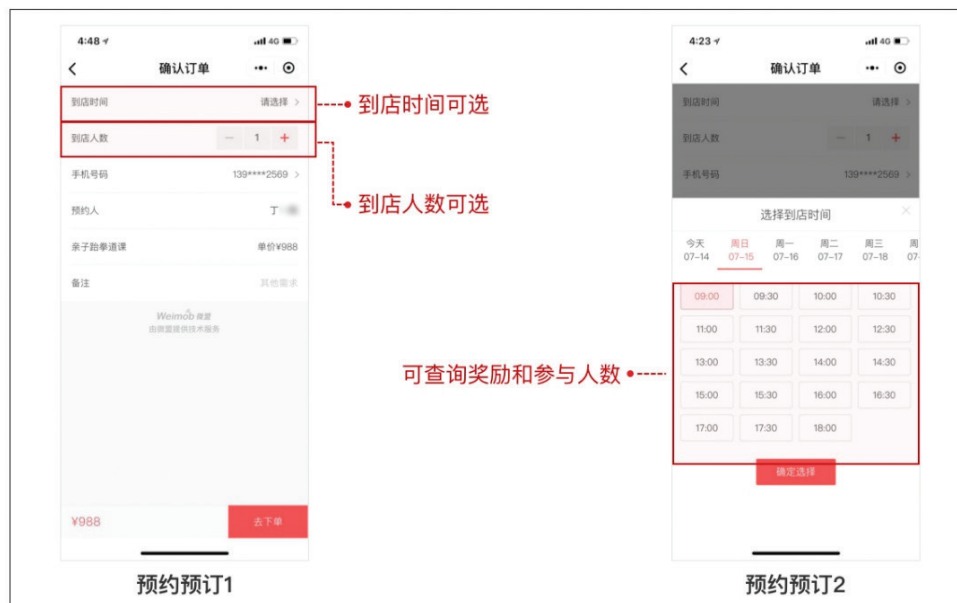 4:48
4G
确认订单
到店时间
请选择
到店人数
1
手机号码
139****2569
预约人
丁
亲子跆拳道课
单价¥988
备注
其他需求
Weimob 微盟
由微盟提供技术服务
¥988
去下单
预约预订1
到店时间可选
到店人数可选
可查询奖励和参与人数
4:23
4G
确认订单
到店时间
请选择
到店人数
1
手机号码
139****2569
选择到店时间
今天 周日 周一 周二 周三 周
07-14 07-15 07-16 07-17 07-18 07-
09:00 09:30 10:00 10:30
11:00 11:30 12:00 12:30
13:00 13:30 14:00 14:30
15:00 15:30 16:00 16:30
17:00 17:30 18:00
确定选择
预约预订2